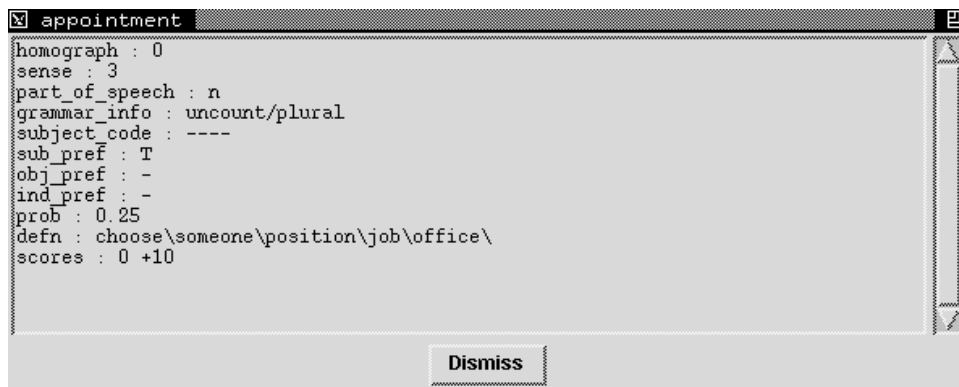 appointment
homograph : 0
sense : 3
part_of_speech : n
grammar_info : uncount/plural
subject_code : ----
sub_pref : T
obj_pref : -
ind_pref : -
prob : 0.25
defn : choose\someone\position\job\office\
scores : 0 +10
Dismiss